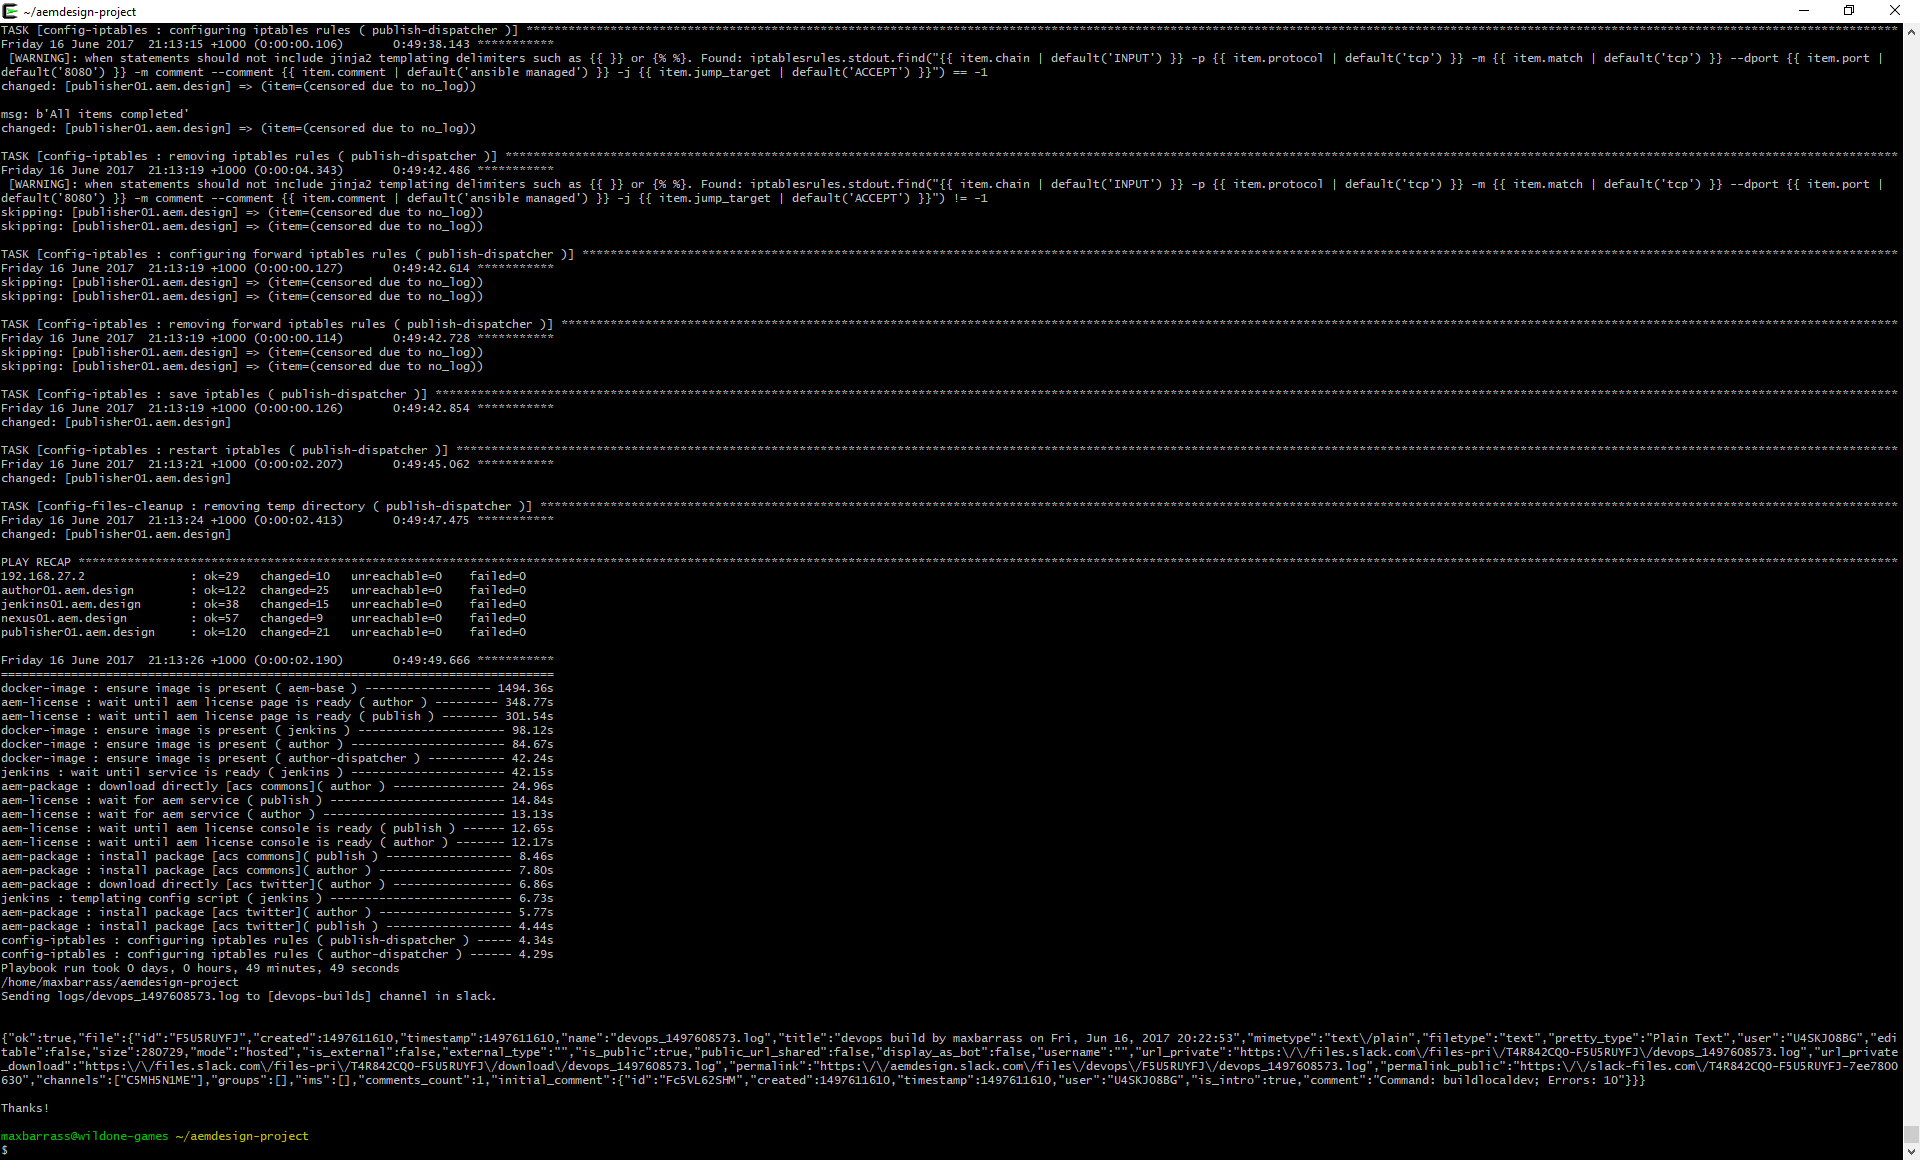 ~/aemdesign-project
TASK [config-iptables : configuring iptables rules ( publish-dispatcher )] ****************************************************************************************************************************************************************************************************
Friday 16 June 2017  21:13:15 +1000 (0:00:00.106)       0:49:38.143 ***********
 [WARNING]: when statements should not include jinja2 templating delimiters such as {{ }} or {% %}. Found: iptablesrules.stdout.find("{{ item.chain | default('INPUT') }} -p {{ item.protocol | default('tcp') }} -m {{ item.match | default('tcp') }} --dport {{ item.port |
default('8080') }} -m comment --comment {{ item.comment | default('ansible managed') }} -j {{ item.jump_target | default('ACCEPT') }}") == -1
changed: [publisher01.aem.design] => (item=(censored due to no_log))
msg: b'All items completed'
changed: [publisher01.aem.design] => (item=(censored due to no_log))
TASK [config-iptables : removing iptables rules ( publish-dispatcher )] *******************************************************************************************************************************************************************************************************
Friday 16 June 2017  21:13:19 +1000 (0:00:04.343)       0:49:42.486 ***********
 [WARNING]: when statements should not include jinja2 templating delimiters such as {{ }} or {% %}. Found: iptablesrules.stdout.find("{{ item.chain | default('INPUT') }} -p {{ item.protocol | default('tcp') }} -m {{ item.match | default('tcp') }} --dport {{ item.port |
default('8080') }} -m comment --comment {{ item.comment | default('ansible managed') }} -j {{ item.jump_target | default('ACCEPT') }}") != -1
skipping: [publisher01.aem.design] => (item=(censored due to no_log))
skipping: [publisher01.aem.design] => (item=(censored due to no_log))
TASK [config-iptables : configuring forward iptables rules ( publish-dispatcher )] ********************************************************************************************************************************************************************************************
Friday 16 June 2017  21:13:19 +1000 (0:00:00.127)       0:49:42.614 ***********
skipping: [publisher01.aem.design] => (item=(censored due to no_log))
skipping: [publisher01.aem.design] => (item=(censored due to no_log))
TASK [config-iptables : removing forward iptables rules ( publish-dispatcher )] ***********************************************************************************************************************************************************************************************
Friday 16 June 2017  21:13:19 +1000 (0:00:00.114)       0:49:42.728 ***********
skipping: [publisher01.aem.design] => (item=(censored due to no_log))
skipping: [publisher01.aem.design] => (item=(censored due to no_log))
TASK [config-iptables : save iptables ( publish-dispatcher )] *****************************************************************************************************************************************************************************************************************
Friday 16 June 2017  21:13:19 +1000 (0:00:00.126)       0:49:42.854 ***********
changed: [publisher01.aem.design]
TASK [config-iptables : restart iptables ( publish-dispatcher )] **************************************************************************************************************************************************************************************************************
Friday 16 June 2017  21:13:21 +1000 (0:00:02.207)       0:49:45.062 ***********
changed: [publisher01.aem.design]
TASK [config-files-cleanup : removing temp directory ( publish-dispatcher )] **************************************************************************************************************************************************************************************************
Friday 16 June 2017  21:13:24 +1000 (0:00:02.413)       0:49:47.475 ***********
changed: [publisher01.aem.design]
PLAY RECAP ********************************************************************************************************************************************************************************************************************************************************************
192.168.27.2               : ok=29   changed=10   unreachable=0    failed=0
author01.aem.design        : ok=122  changed=25   unreachable=0    failed=0
jenkins01.aem.design       : ok=38   changed=15   unreachable=0    failed=0
nexus01.aem.design         : ok=57   changed=9    unreachable=0    failed=0
publisher01.aem.design     : ok=120  changed=21   unreachable=0    failed=0
Friday 16 June 2017  21:13:26 +1000 (0:00:02.190)       0:49:49.666 ***********
===============================================================================
docker-image : ensure image is present ( aem-base ) ------------------ 1494.36s
aem-license : wait until aem license page is ready ( author ) --------- 348.77s
aem-license : wait until aem license page is ready ( publish ) -------- 301.54s
docker-image : ensure image is present ( jenkins ) --------------------- 98.12s
docker-image : ensure image is present ( author ) ---------------------- 84.67s
docker-image : ensure image is present ( author-dispatcher ) ----------- 42.24s
jenkins : wait until service is ready ( jenkins ) ---------------------- 42.15s
aem-package : download directly [acs commons]( author ) ---------------- 24.96s
aem-license : wait for aem service ( publish ) ------------------------- 14.84s
aem-license : wait for aem service ( author ) -------------------------- 13.13s
aem-license : wait until aem license console is ready ( publish ) ------ 12.65s
aem-license : wait until aem license console is ready ( author ) ------- 12.17s
aem-package : install package [acs commons]( publish ) ------------------ 8.46s
aem-package : install package [acs commons]( author ) ------------------- 7.80s
aem-package : download directly [acs twitter]( author ) ----------------- 6.86s
jenkins : templating config script ( jenkins ) -------------------------- 6.73s
aem-package : install package [acs twitter]( author ) ------------------- 5.77s
aem-package : install package [acs twitter]( publish ) ------------------ 4.44s
config-iptables : configuring iptables rules ( publish-dispatcher ) ----- 4.34s
config-iptables : configuring iptables rules ( author-dispatcher ) ------ 4.29s
Playbook run took 0 days, 0 hours, 49 minutes, 49 seconds
/home/maxbarrass/aemdesign-project
Sending logs/devops_1497608573.log to [devops-builds] channel in slack.
{"ok":true,"file":{"id":"F5U5RUYFJ","created":1497611610,"timestamp":1497611610,"name":"devops_1497608573.log","title":"devops build by maxbarrass on Fri, Jun 16, 2017 20:22:53","mimetype":"text\/plain","filetype":"text","pretty_type":"Plain Text","user":"U4SKJ08BG","edi
table":false,"size":280729,"mode":"hosted","is_external":false,"external_type":"","is_public":true,"public_url_shared":false,"display_as_bot":false,"username":"","url_private":"https:\/\/files.slack.com\/files-pri\/T4R842CQ0-F5U5RUYFJ\/devops_1497608573.log","url_private
_download":"https:\/\/files.slack.com\/files-pri\/T4R842CQ0-F5U5RUYFJ\/download\/devops_1497608573.log","permalink":"https:\/\/aemdesign.slack.com\/files\/devops\/F5U5RUYFJ\/devops_1497608573.log","permalink_public":"https:\/\/slack-files.com\/T4R842CQ0-F5U5RUYFJ-7ee7800
630","channels":["C5MH5N1ME"],"groups":[],"ims":[],"comments_count":1,"initial_comment":{"id":"Fc5VL62SHM","created":1497611610,"timestamp":1497611610,"user":"U4SKJ08BG","is_intro":true,"comment":"Command: buildlocaldev; Errors: 10"}}}
Thanks!
maxbarrass@wildone-games ~/aemdesign-project
$